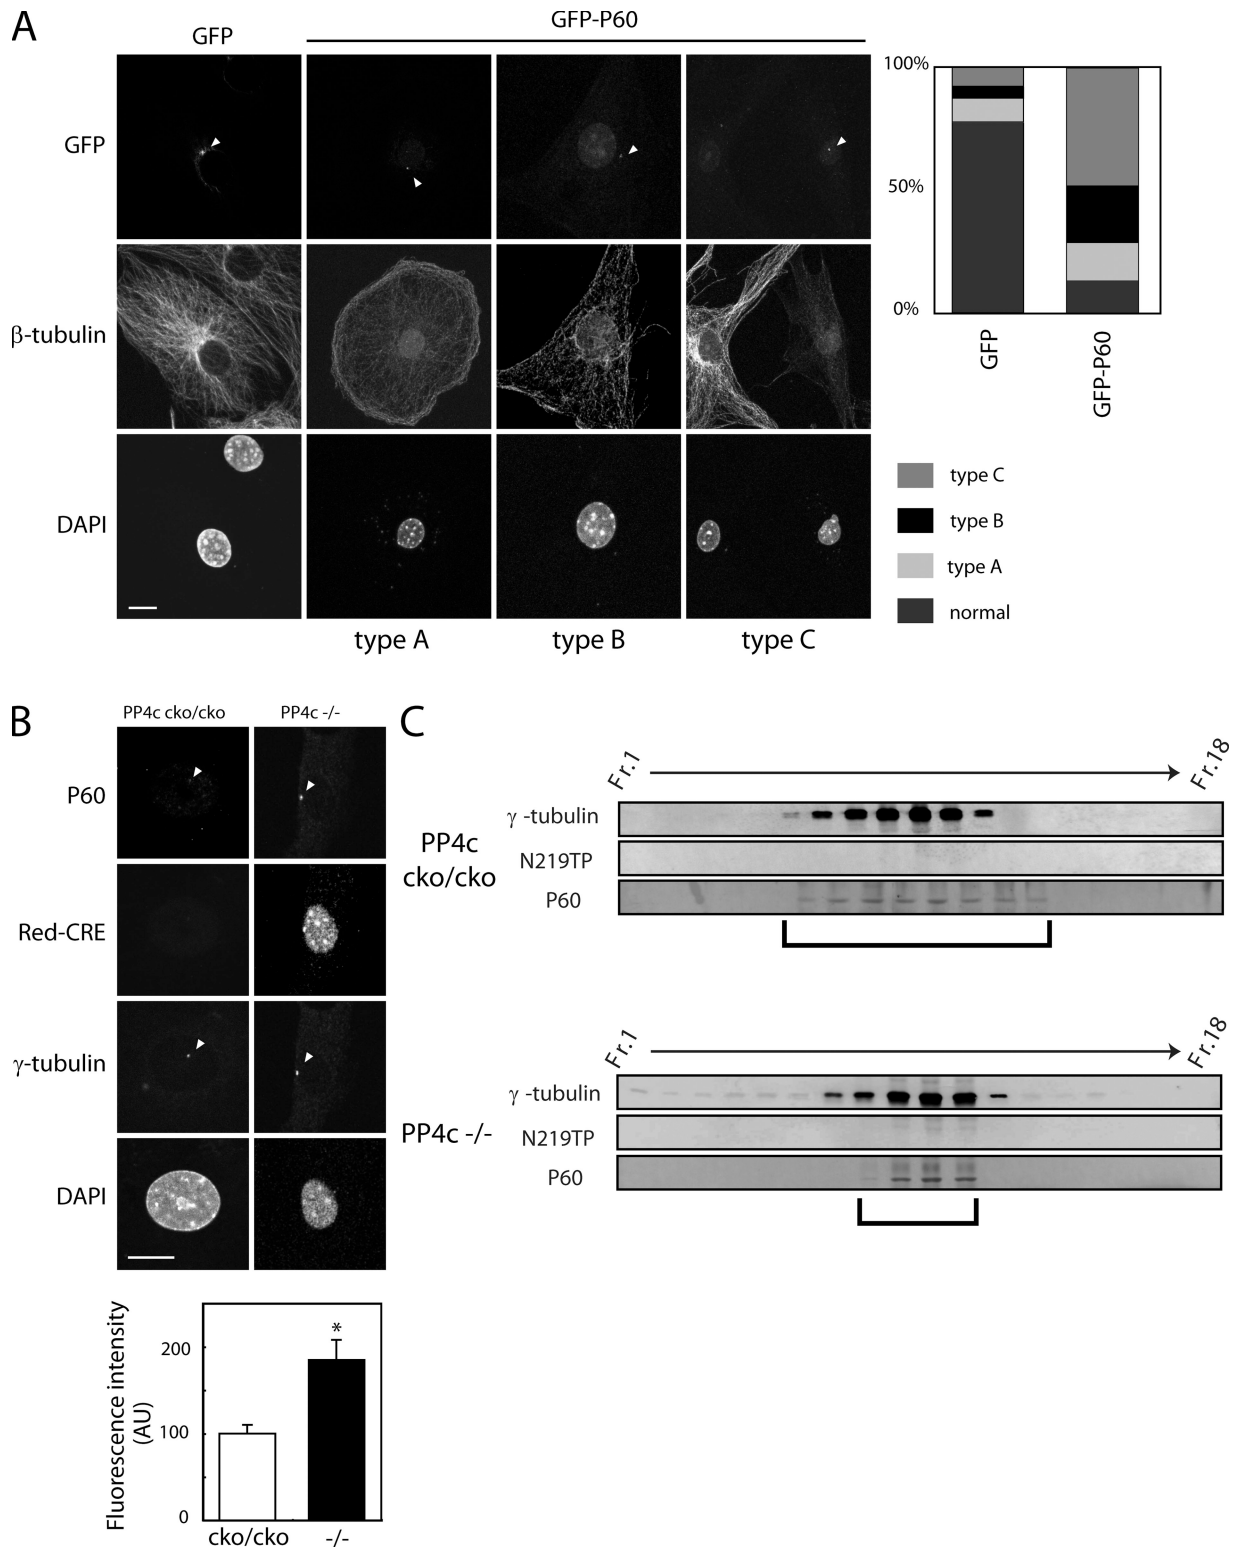 A
GFP
GFP-P60
GFP
β-tubulin
DAPI
type A
type B
type C
100%
50%
0%
GFP
GFP-P60
type C
type B
type A
normal
B
PP4c cko/cko
PP4c -/-
P60
Red-CRE
γ-tubulin
DAPI
Fluorescence intensity
(AU)
200
100
0
*
cko/cko
-/-
C
Fr.1
Fr.18
PP4c
cko/cko
γ -tubulin
N219TP
P60
Fr.1
Fr.18
PP4c -/-
γ -tubulin
N219TP
P60